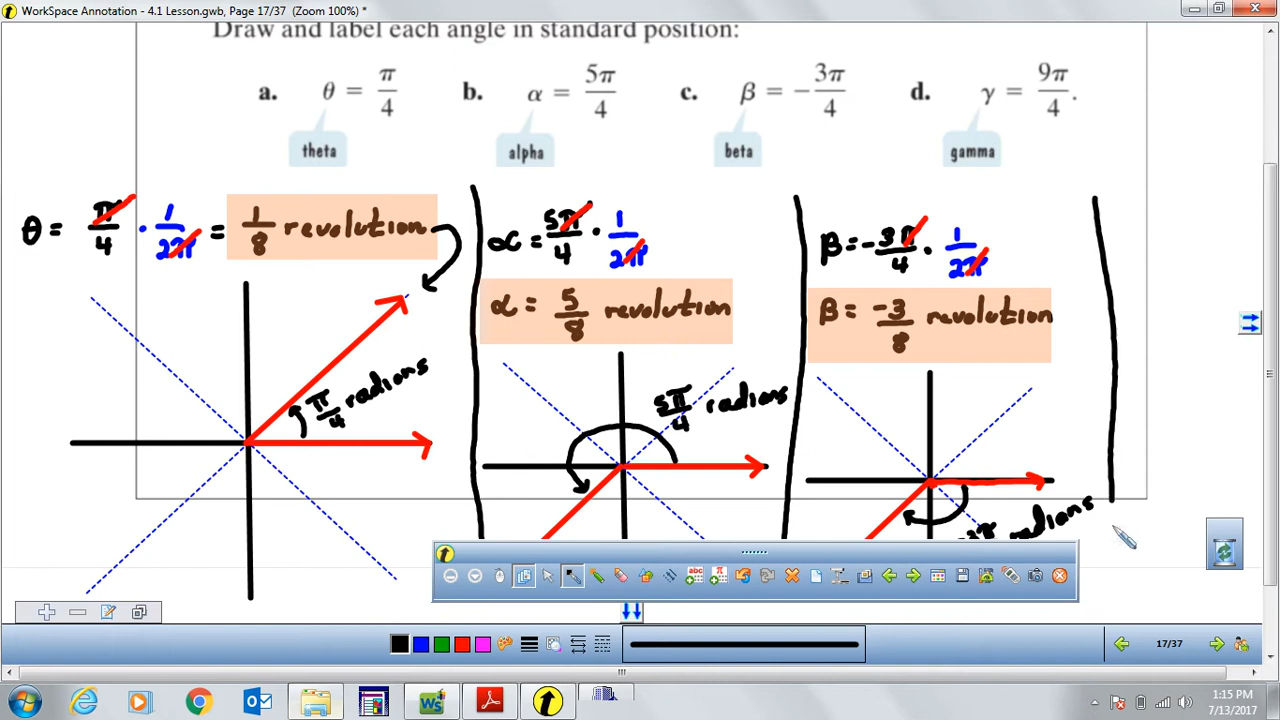 WorkSpace Annotation - 4.1 Lesson.gwb, Page 17/37 (Zoom 100%) *
Draw and label each angle in standard position:
a. θ = π/4 b. α = 5π/4 c. β = −3π/4 d. γ = 9π/4.
theta alpha beta gamma
θ = π/4 · 1/2π = 1/8 revolution
α = 5π/4 · 1/2π
α = 5/8 revolution
β = -3π/4 · 1/2π
β = -3/8 revolution
π/4 radians
5π/4 radians
radians
abc
π
17/37
W S
1:15 PM
7/13/2017